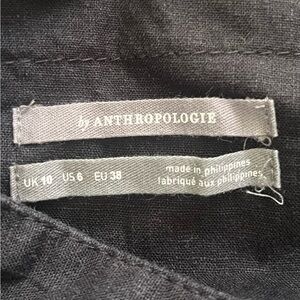 by ANTHROPOLOGIE
UK 10 US 6 EU 38
made in philippines
fabriqué aux philippines